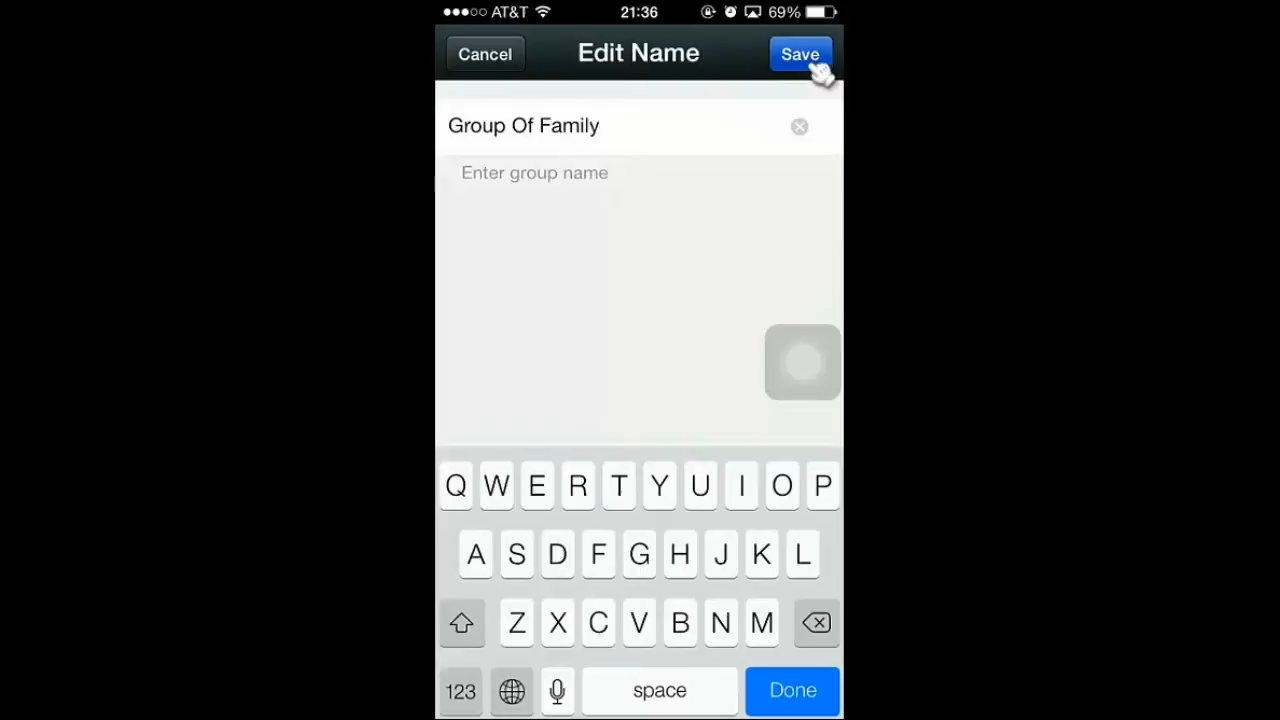 AT&T 21:36 69%
Cancel Edit Name Save
Group Of Family
Enter group name
Q W E R T Y U I O P
A S D F G H J K L
Z X C V B N M
123 space Done